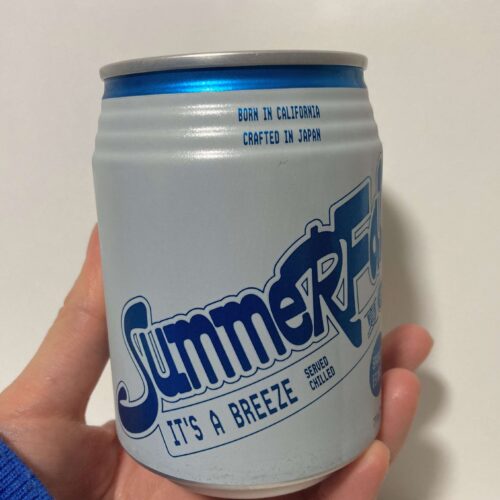 BORN IN CALIFORNIA
CRAFTED IN JAPAN
SUMMERF
IT'S A BREEZE
SERVED
CHILLED